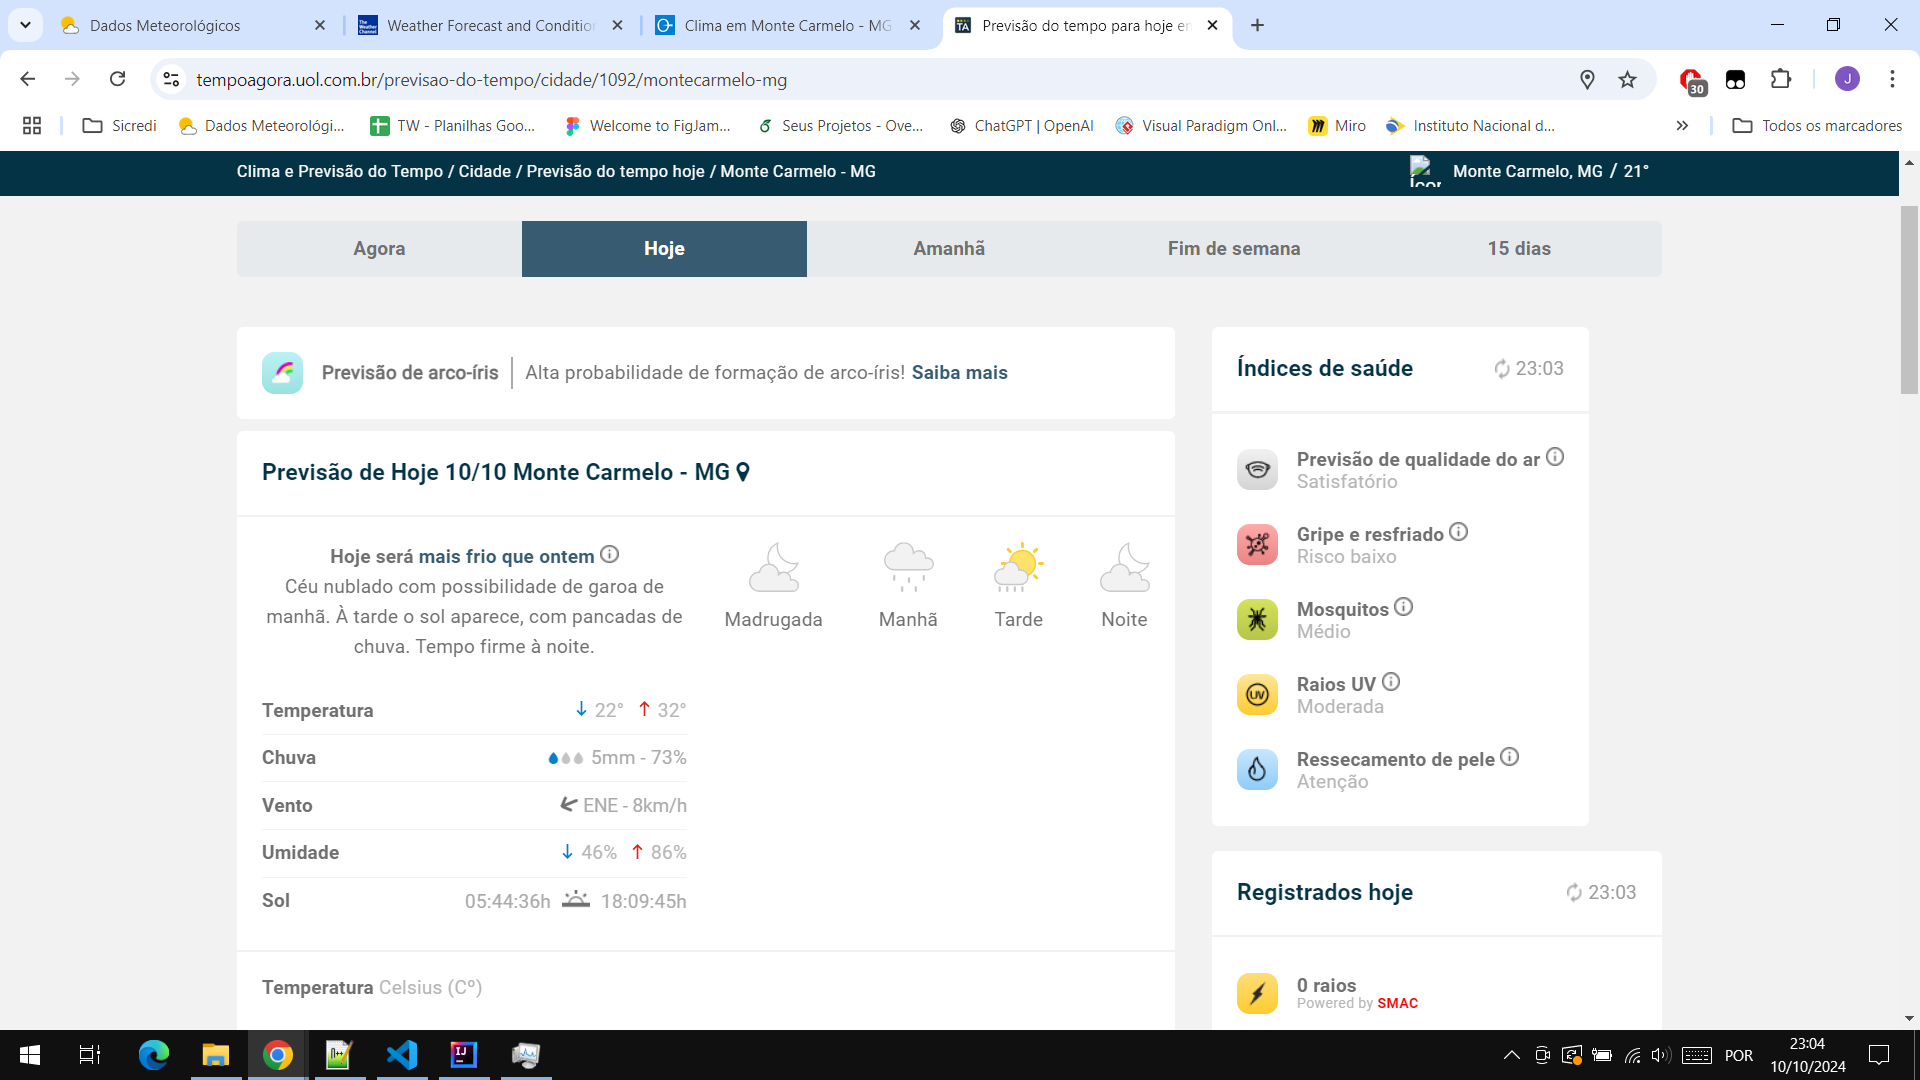 Dados Meteorológicos
Weather Forecast and Condition
Clima em Monte Carmelo - MG
Previsão do tempo para hoje em
tempoagora.uol.com.br/previsao-do-tempo/cidade/1092/montecarmelo-mg
30
J
Sicredi
Dados Meteorológi...
TW - Planilhas Goo...
Welcome to FigJam...
Seus Projetos - Ove...
ChatGPT | OpenAI
Visual Paradigm Onl...
Miro
Instituto Nacional d...
Todos os marcadores
Clima e Previsão do Tempo / Cidade / Previsão do tempo hoje / Monte Carmelo - MG
Monte Carmelo, MG / 21°
Agora
Hoje
Amanhã
Fim de semana
15 dias
Previsão de arco-íris
Alta probabilidade de formação de arco-íris! Saiba mais
Previsão de Hoje 10/10 Monte Carmelo - MG
Hoje será mais frio que ontem
Céu nublado com possibilidade de garoa de
manhã. À tarde o sol aparece, com pancadas de
chuva. Tempo firme à noite.
Madrugada
Manhã
Tarde
Noite
Temperatura ↓ 22° ↑ 32°
Chuva 5mm - 73%
Vento ENE - 8km/h
Umidade ↓ 46% ↑ 86%
Sol 05:44:36h 18:09:45h
Temperatura Celsius (Cº)
Índices de saúde 23:03
Previsão de qualidade do ar
Satisfatório
Gripe e resfriado
Risco baixo
Mosquitos
Médio
UV
Raios UV
Moderada
Ressecamento de pele
Atenção
Registrados hoje 23:03
0 raios
Powered by SMAC
POR
23:04
10/10/2024